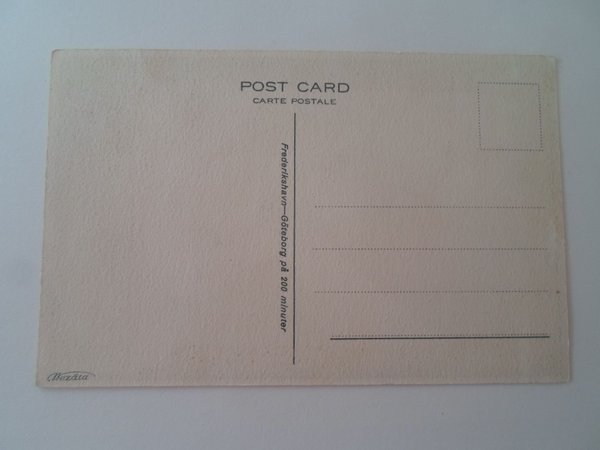 POST CARD
CARTE POSTALE
Frederikshavn—Göteborg på 200 minuter